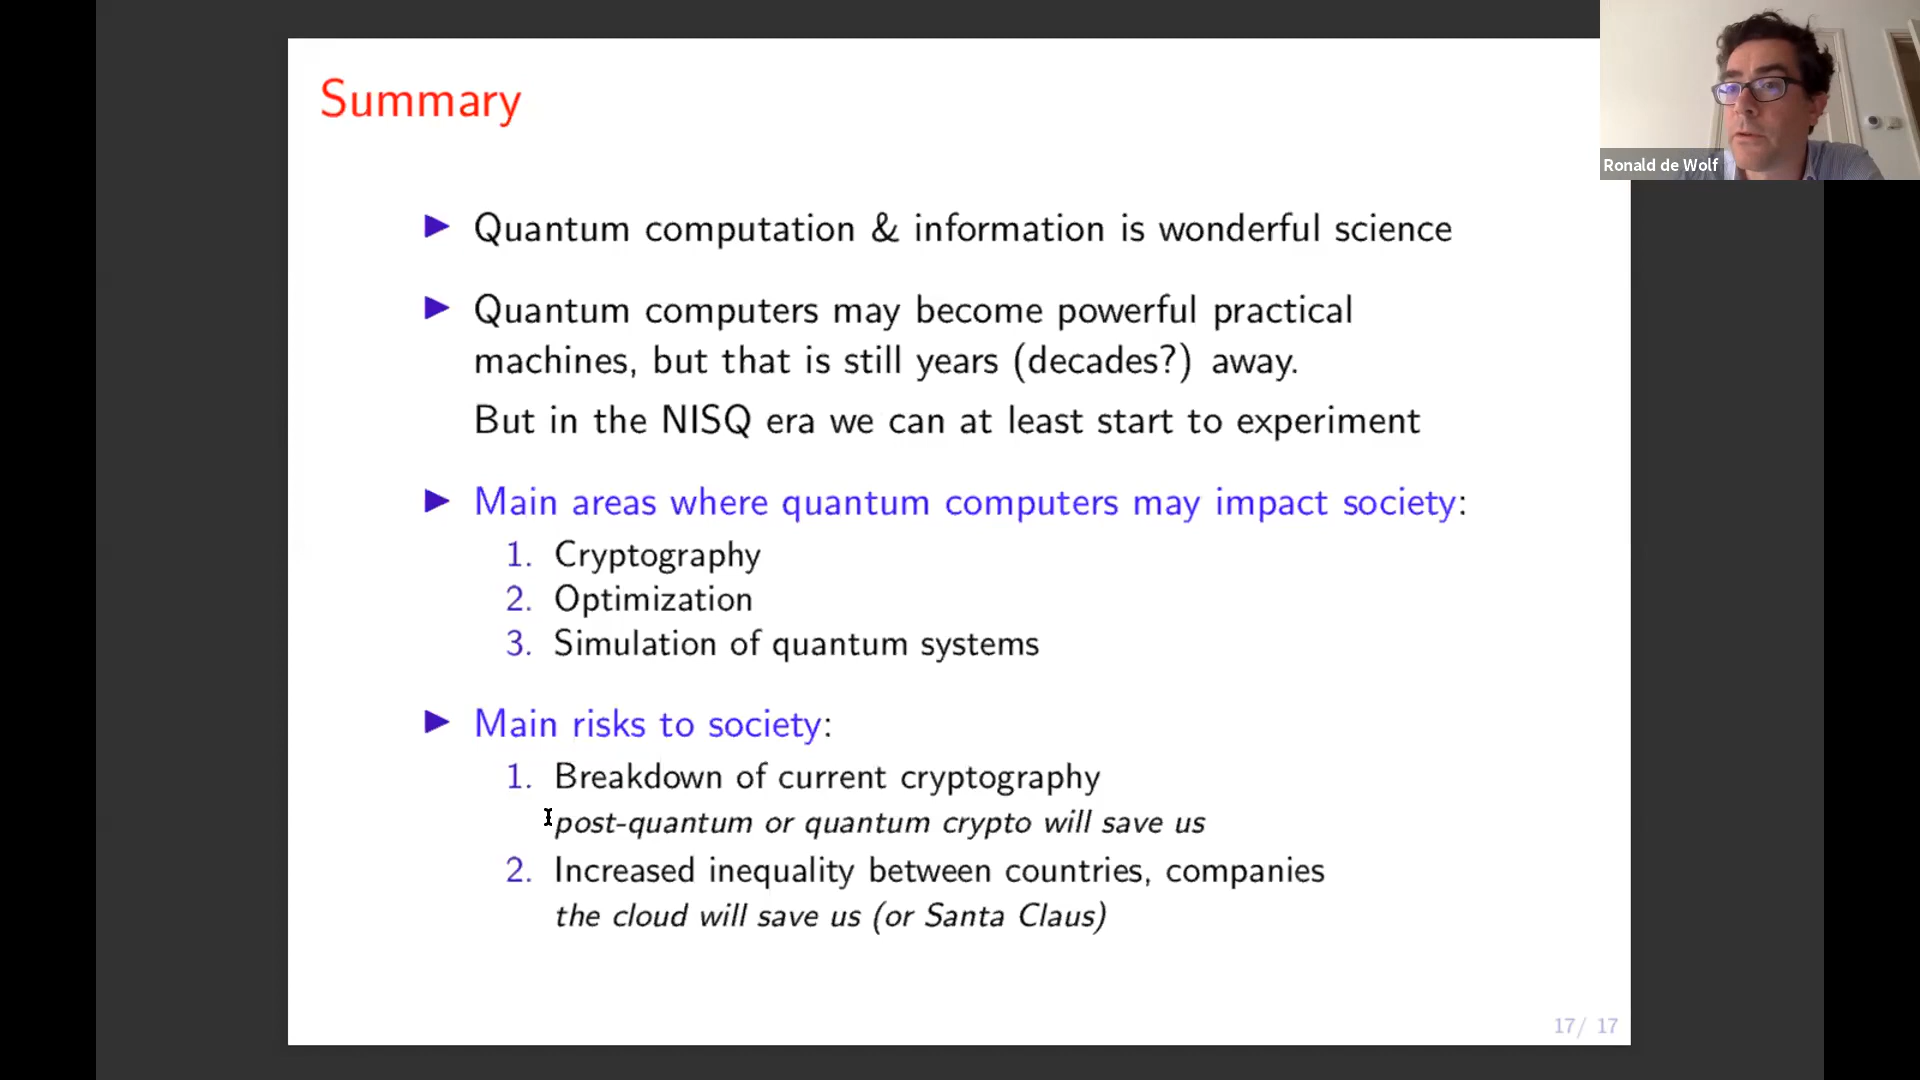 Summary
Ronald de Wolf
▶ Quantum computation & information is wonderful science
▶ Quantum computers may become powerful practical
machines, but that is still years (decades?) away.
But in the NISQ era we can at least start to experiment
▶ Main areas where quantum computers may impact society:
1. Cryptography
2. Optimization
3. Simulation of quantum systems
▶ Main risks to society:
1. Breakdown of current cryptography
post-quantum or quantum crypto will save us
2. Increased inequality between countries, companies
the cloud will save us (or Santa Claus)
17/ 17